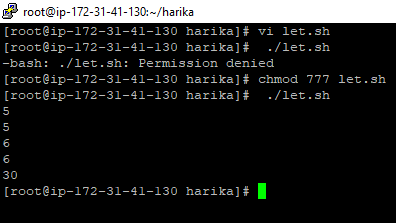 root@ip-172-31-41-130:~/harika
[root@ip-172-31-41-130 harika]# vi let.sh
[root@ip-172-31-41-130 harika]#  ./let.sh
-bash: ./let.sh: Permission denied
[root@ip-172-31-41-130 harika]# chmod 777 let.sh
[root@ip-172-31-41-130 harika]#  ./let.sh
5
5
6
6
30
[root@ip-172-31-41-130 harika]#